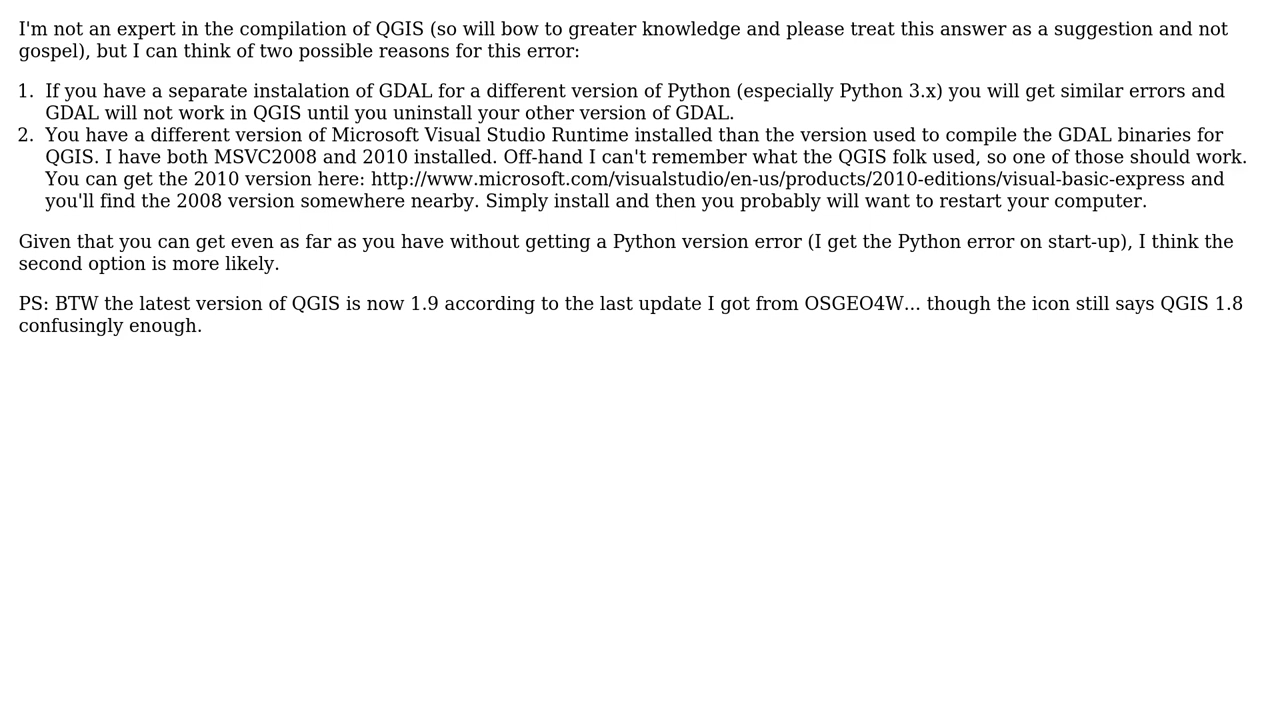 I'm not an expert in the compilation of QGIS (so will bow to greater knowledge and please treat this answer as a suggestion and not
gospel), but I can think of two possible reasons for this error:
1. If you have a separate instalation of GDAL for a different version of Python (especially Python 3.x) you will get similar errors and
GDAL will not work in QGIS until you uninstall your other version of GDAL.
2. You have a different version of Microsoft Visual Studio Runtime installed than the version used to compile the GDAL binaries for
QGIS. I have both MSVC2008 and 2010 installed. Off-hand I can't remember what the QGIS folk used, so one of those should work.
You can get the 2010 version here: http://www.microsoft.com/visualstudio/en-us/products/2010-editions/visual-basic-express and
you'll find the 2008 version somewhere nearby. Simply install and then you probably will want to restart your computer.
Given that you can get even as far as you have without getting a Python version error (I get the Python error on start-up), I think the
second option is more likely.
PS: BTW the latest version of QGIS is now 1.9 according to the last update I got from OSGEO4W... though the icon still says QGIS 1.8
confusingly enough.